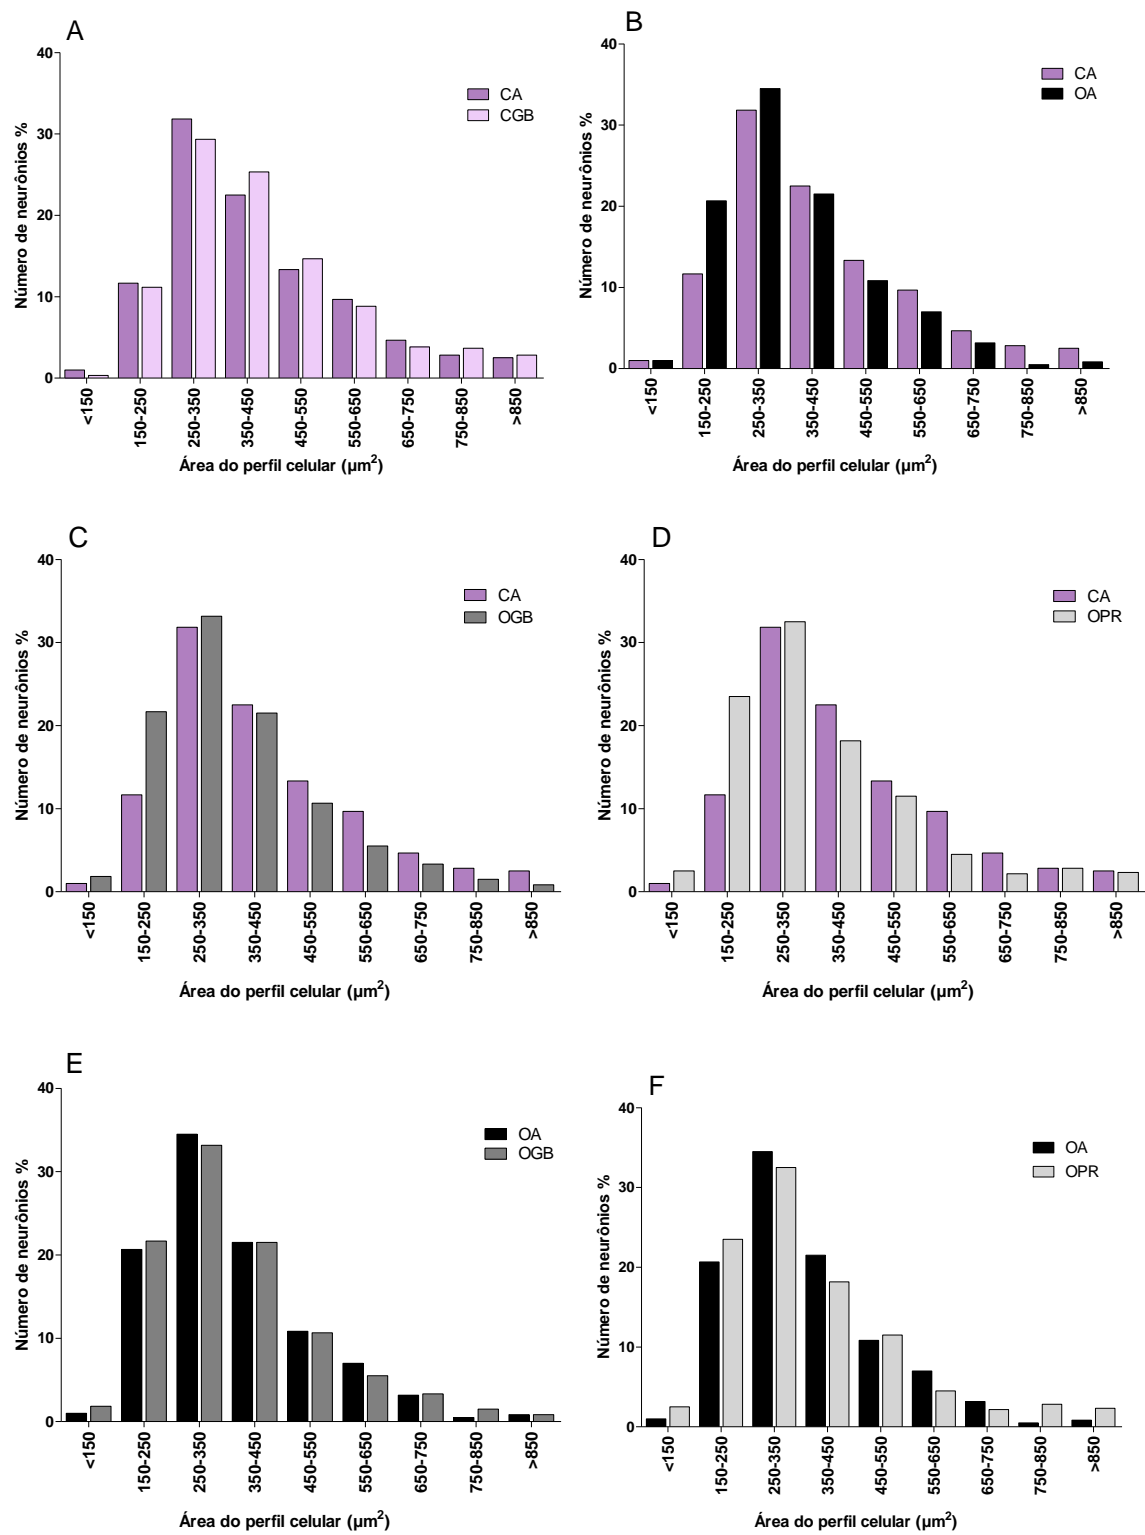 A
40
30
20
10
0
Número de neurônios %
CA
CGB
<150
150-250
250-350
350-450
450-550
550-650
650-750
750-850
>850
Área do perfil celular (µm²)
B
40
30
20
10
0
Número de neurônios %
CA
OA
<150
150-250
250-350
350-450
450-550
550-650
650-750
750-850
>850
Área do perfil celular (µm²)
C
40
30
20
10
0
Número de neurônios %
CA
OGB
<150
150-250
250-350
350-450
450-550
550-650
650-750
750-850
>850
Área do perfil celular (µm²)
D
40
30
20
10
0
Número de neurônios %
CA
OPR
<150
150-250
250-350
350-450
450-550
550-650
650-750
750-850
>850
Área do perfil celular (µm²)
E
40
30
20
10
0
Número de neurônios %
OA
OGB
<150
150-250
250-350
350-450
450-550
550-650
650-750
750-850
>850
Área do perfil celular (µm²)
F
40
30
20
10
0
Número de neurônios %
OA
OPR
<150
150-250
250-350
350-450
450-550
550-650
650-750
750-850
>850
Área do perfil celular (µm²)